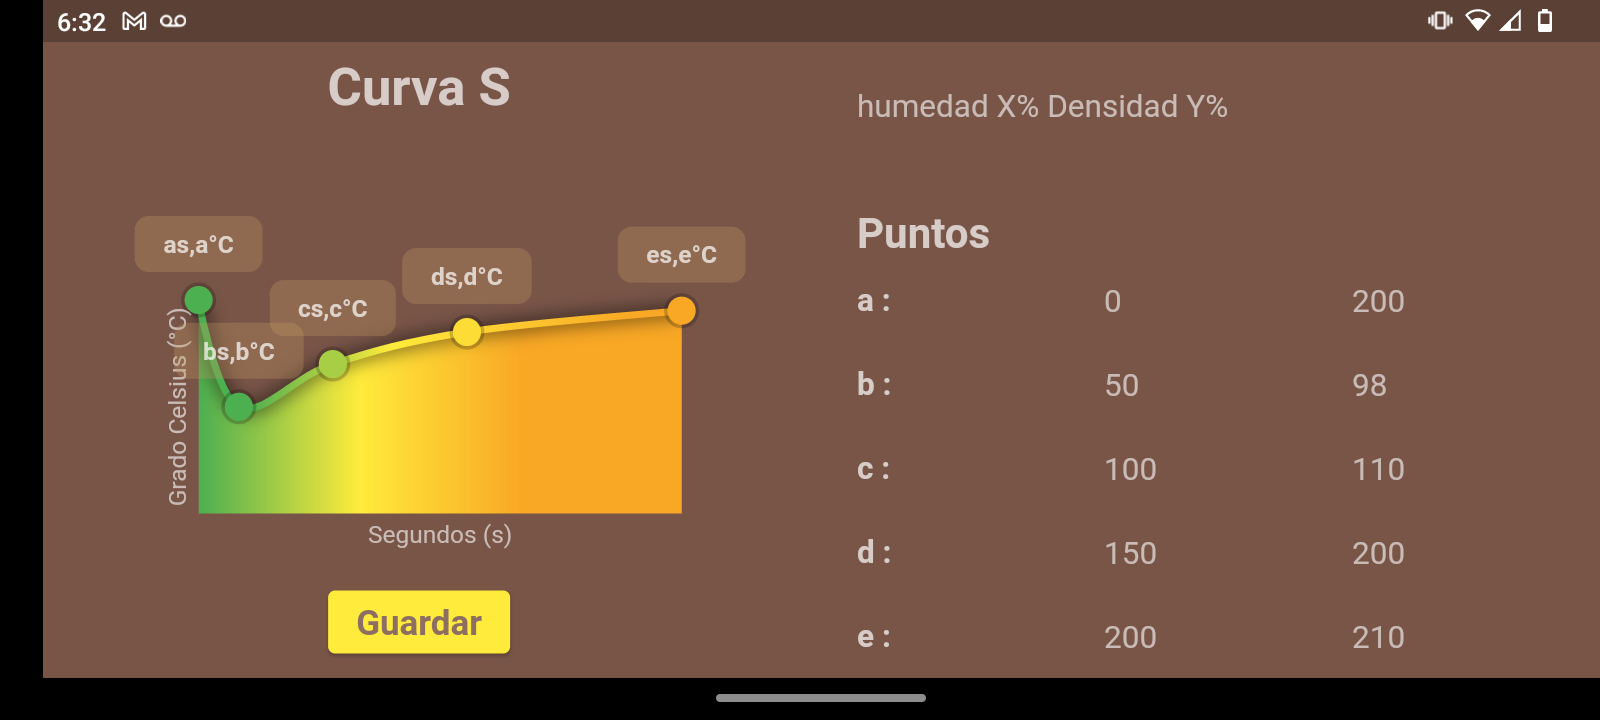 6:32
Curva S
as,a°C
bs,b°C
cs,c°C
ds,d°C
es,e°C
Grado Celsius (°C)
Segundos (s)
Guardar
humedad X% Densidad Y%
Puntos
a : 0 200
b : 50 98
c : 100 110
d : 150 200
e : 200 210